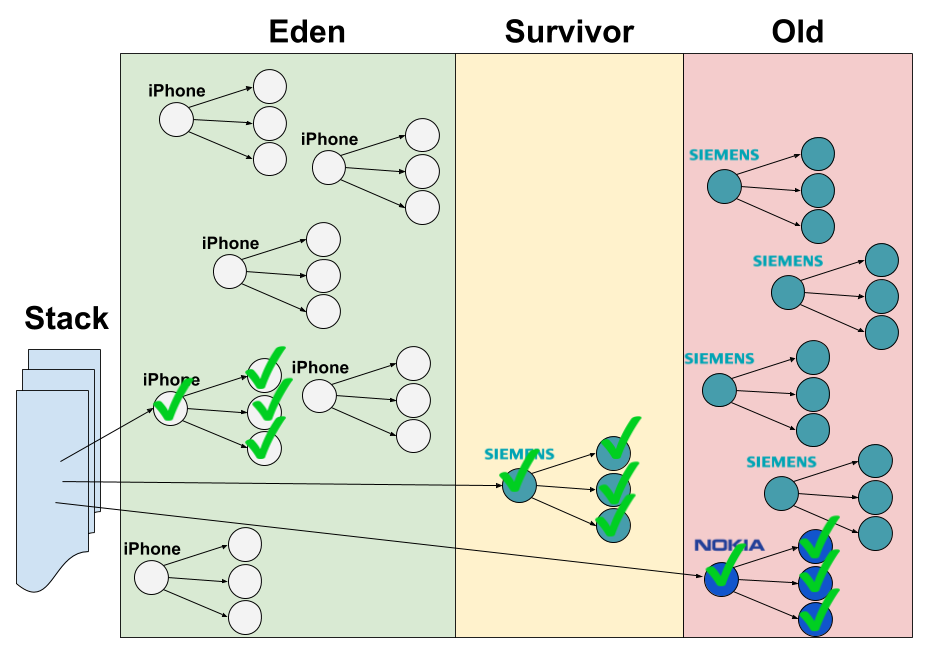 Eden
Survivor
Old
iPhone
iPhone
SIEMENS
iPhone
SIEMENS
Stack
iPhone
iPhone
SIEMENS
SIEMENS
SIEMENS
iPhone
NOKIA